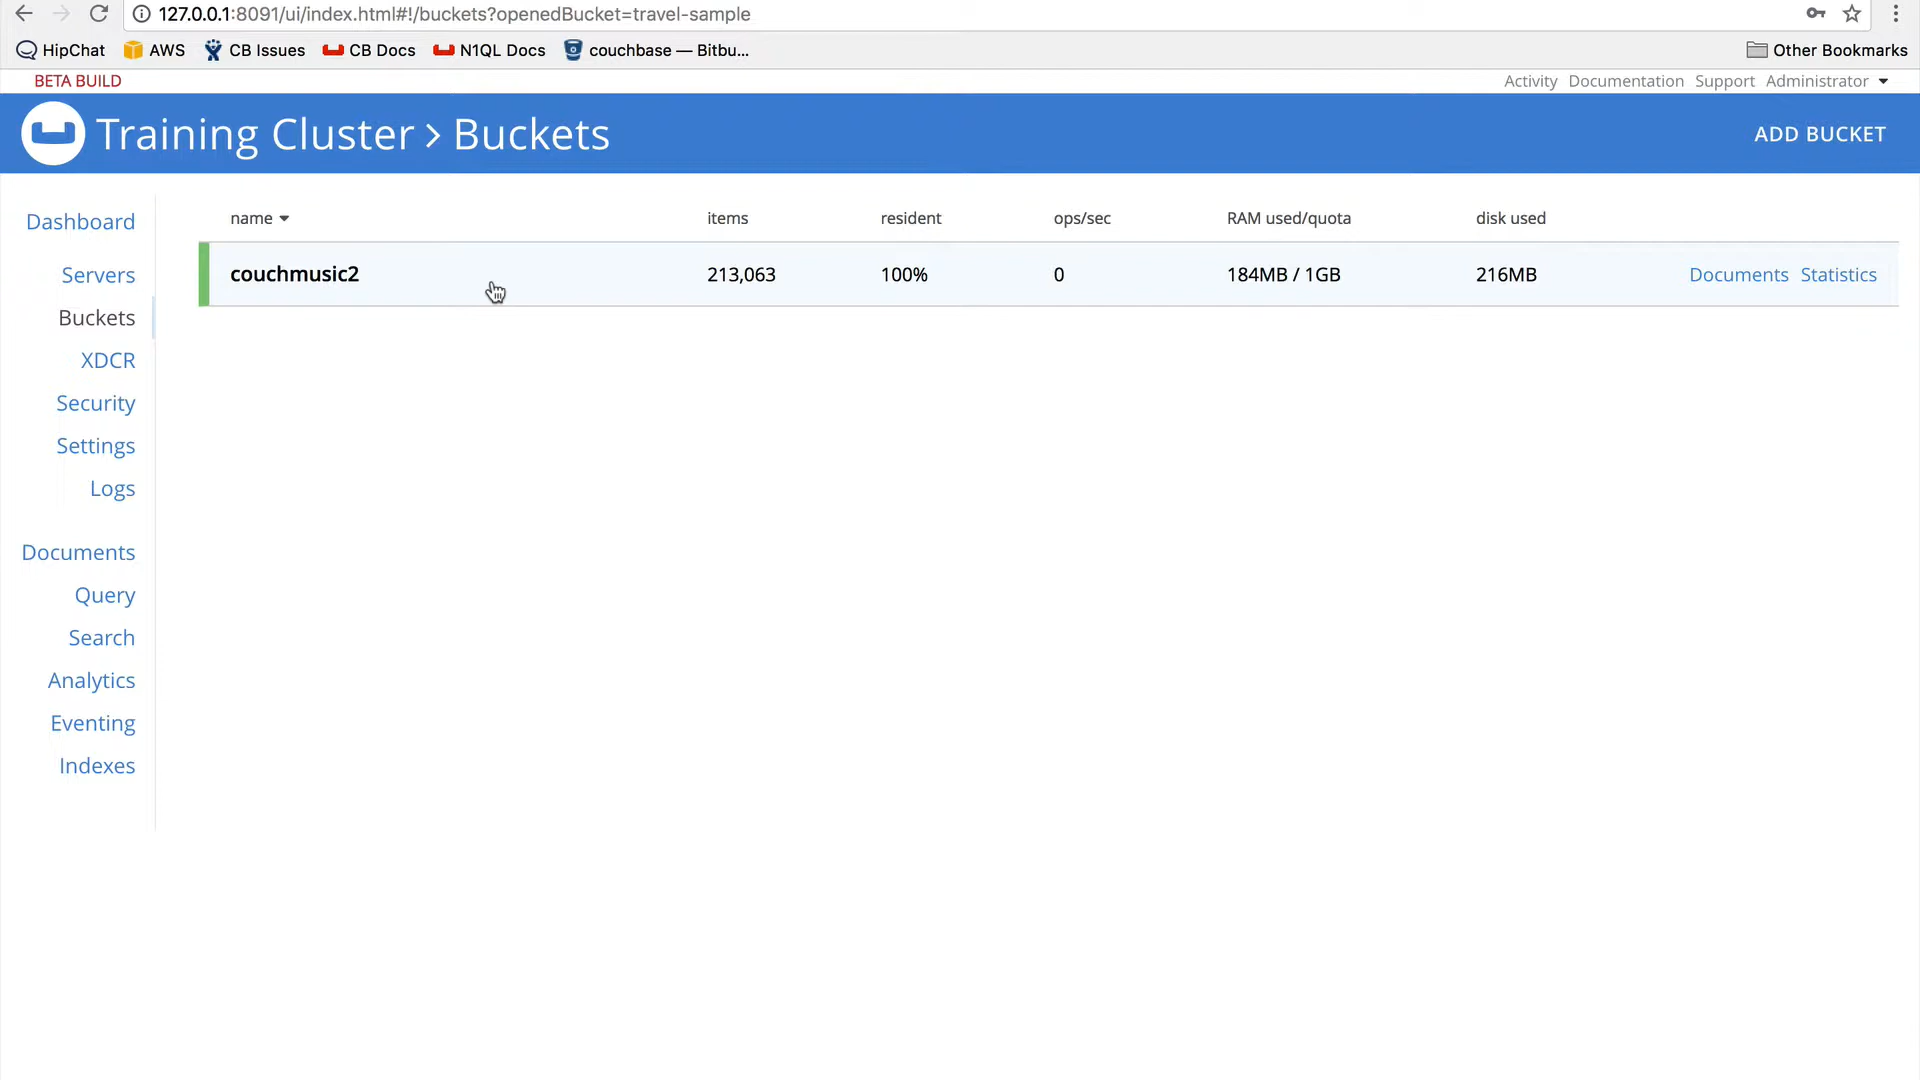 127.0.0.1:8091/ui/index.html#!/buckets?openedBucket=travel-sample
HipChat AWS CB Issues CB Docs N1QL Docs couchbase — Bitbu... Other Bookmarks
BETA BUILD Activity Documentation Support Administrator
Training Cluster > Buckets ADD BUCKET
name items resident ops/sec RAM used/quota disk used
couchmusic2 213,063 100% 0 184MB / 1GB 216MB Documents Statistics
Dashboard
Servers
Buckets
XDCR
Security
Settings
Logs
Documents
Query
Search
Analytics
Eventing
Indexes